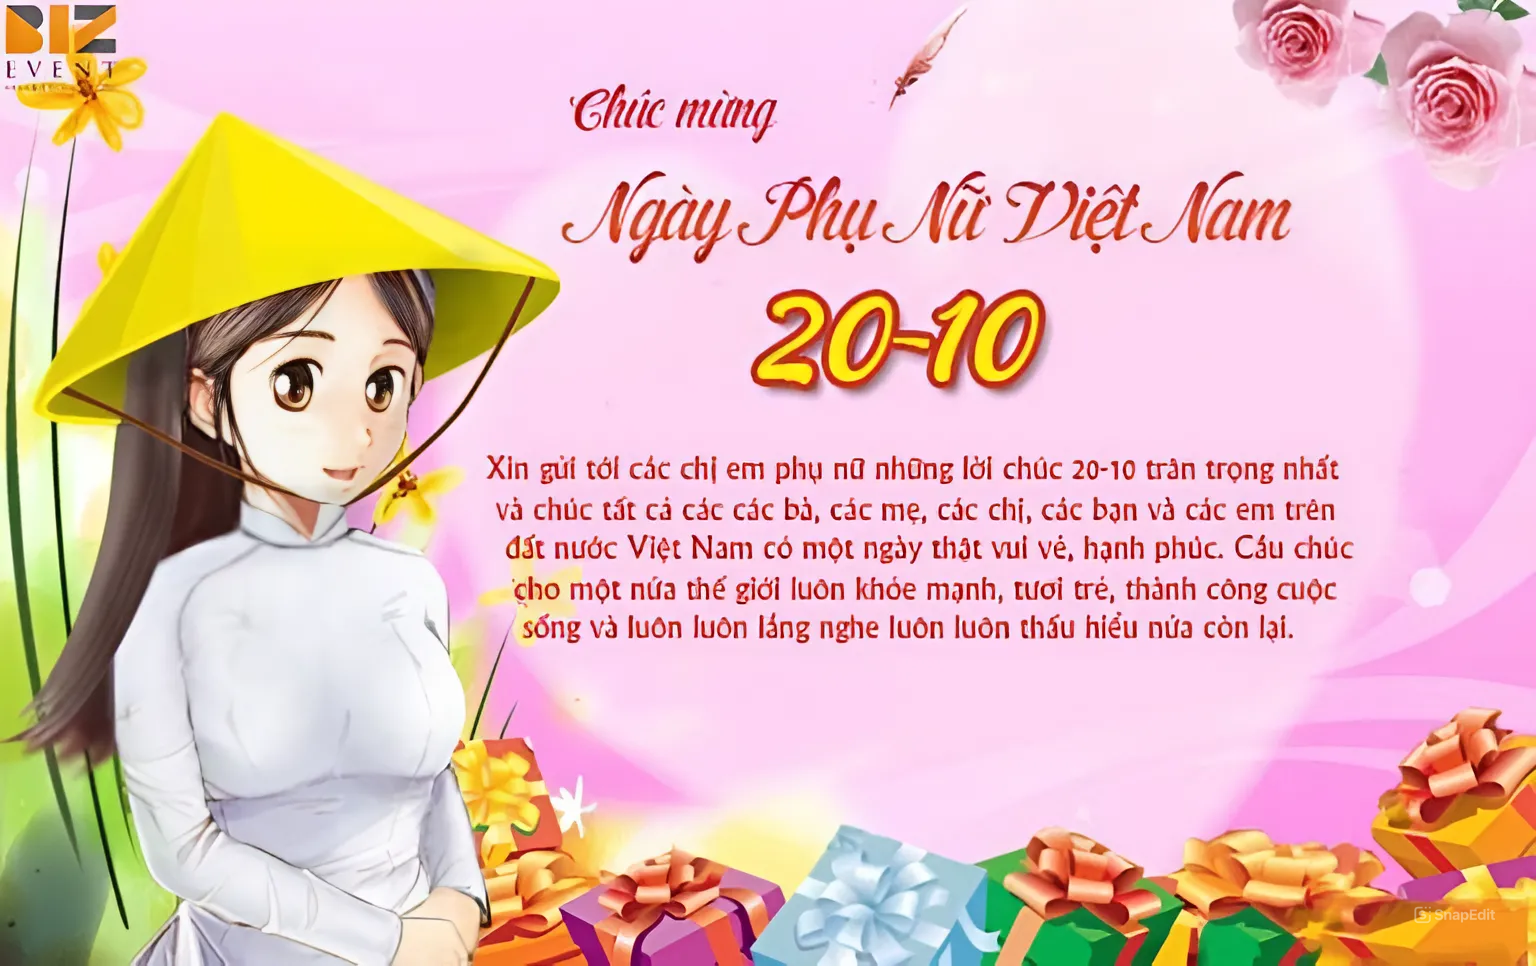 BIZ
EVENT
Chúc mừng
Ngày Phụ Nữ Việt Nam
20-10
Xin gửi tới các chị em phụ nữ những lời chúc 20-10 trân trọng nhất
và chúc tất cả các các bà, các mẹ, các chị, các bạn và các em trên
đất nước Việt Nam có một ngày thật vui vẻ, hạnh phúc. Cầu chúc
cho một nửa thế giới luôn khỏe mạnh, tươi trẻ, thành công cuộc
sống và luôn luôn lắng nghe luôn luôn thấu hiểu nửa còn lại.
SnapEdit